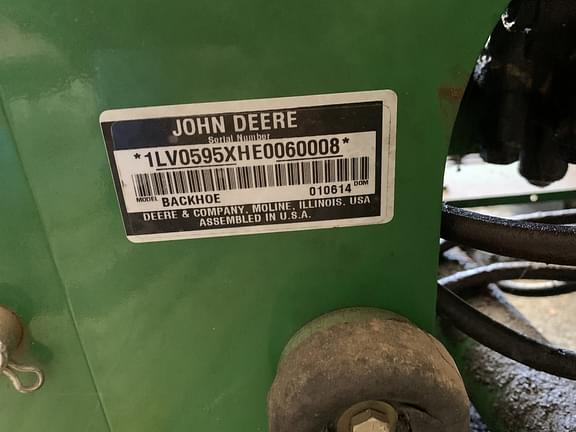 JOHN DEERE
Serial Number
*1LV0595XHE0060008*
MODEL BACKHOE 010614 DOM
DEERE & COMPANY, MOLINE, ILLINOIS, USA
ASSEMBLED IN U.S.A.